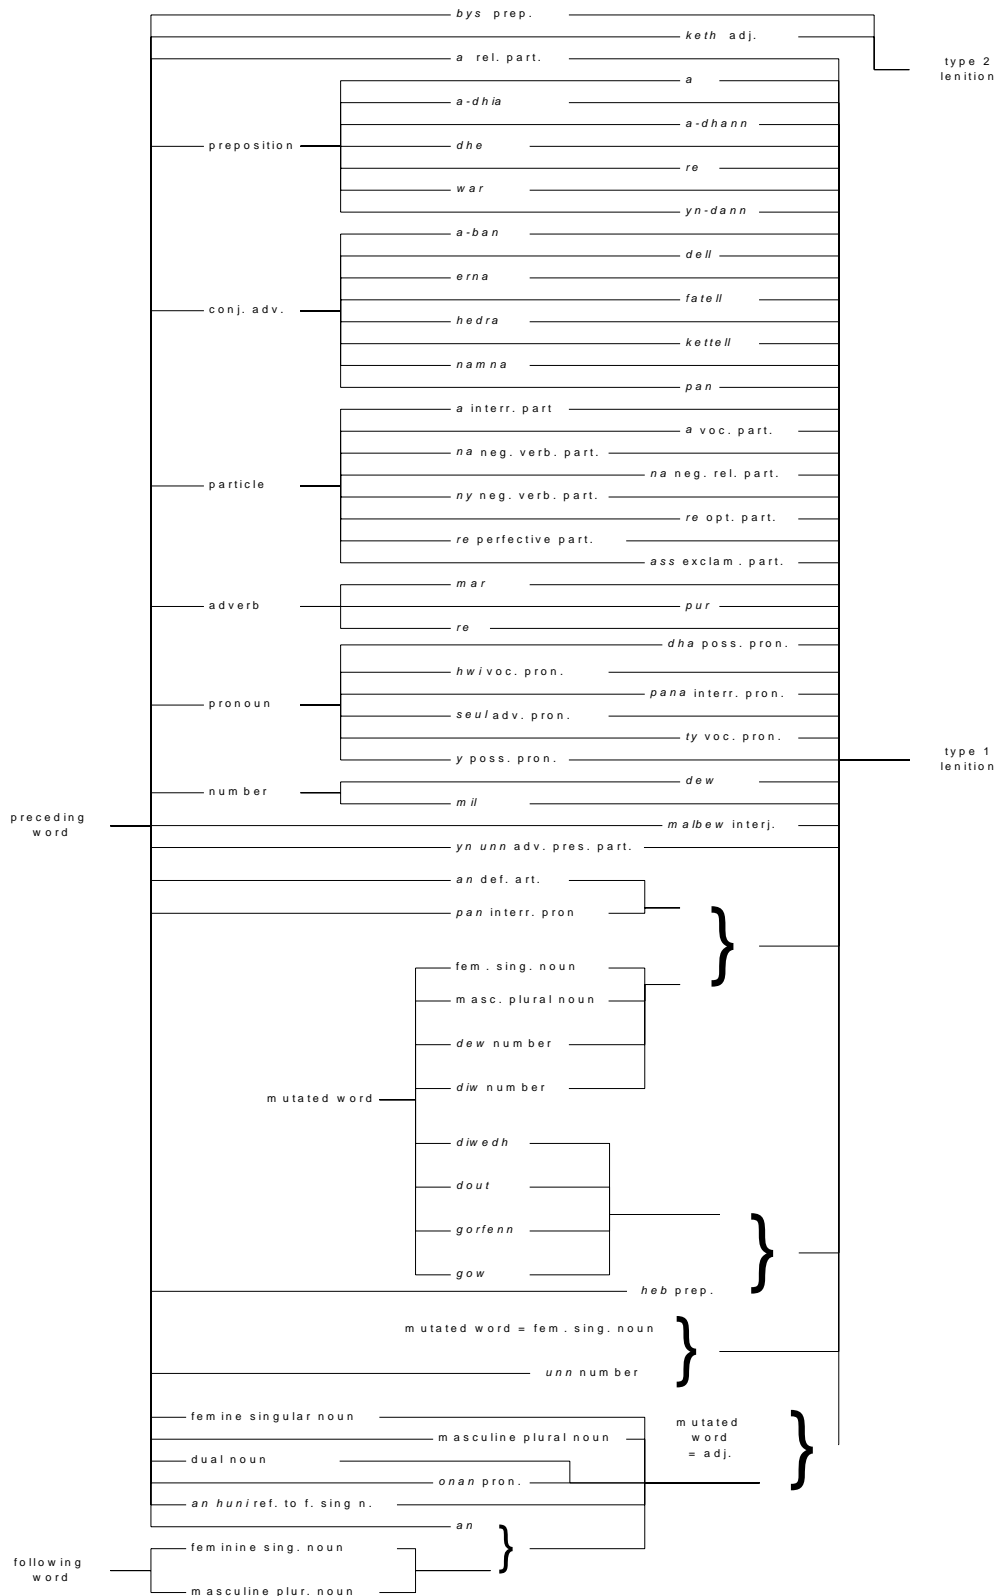 bys prep.
keth adj.
a rel. part.
type 2
lenition
a
a-dhia
a-dhann
preposition
dhe
re
war
yn-dann
a-ban
dell
erna
fatell
conj. adv.
hedra
kettell
namna
pan
a interr. part
a voc. part.
na neg. verb. part.
na neg. rel. part.
particle
ny neg. verb. part.
re opt. part.
re perfective part.
ass exclam. part.
mar
adverb
pur
re
dha poss. pron.
hwi voc. pron.
pana interr. pron.
pronoun
seul adv. pron.
ty voc. pron.
y poss. pron.
type 1
lenition
dew
number
mil
preceding
word
malbew interj.
yn unn adv. pres. part.
an def. art.
}
pan interr. pron
fem. sing. noun
masc. plural noun
dew number
diw number
mutated word
diwedh
dout
gorfenn
}
gow
heb prep.
mutated word = fem. sing. noun
}
unn number
femine singular noun
mutated
word
= adj.
}
masculine plural noun
dual noun
onan pron.
an huni ref. to f. sing n.
an
}
feminine sing. noun
following
word
masculine plur. noun